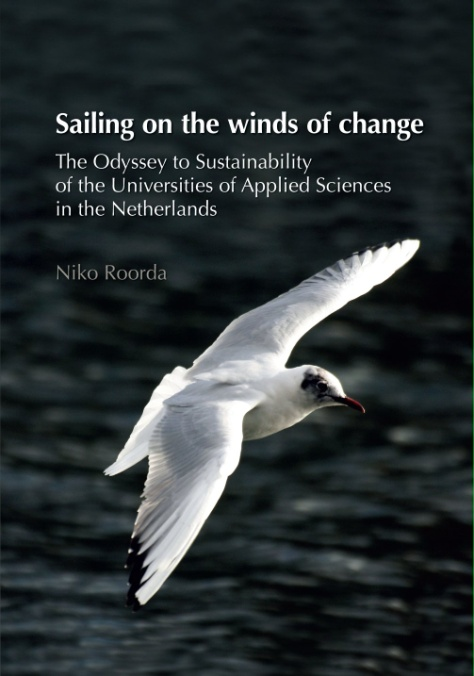 Sailing on the winds of change
The Odyssey to Sustainability
of the Universities of Applied Sciences
in the Netherlands
Niko Roorda